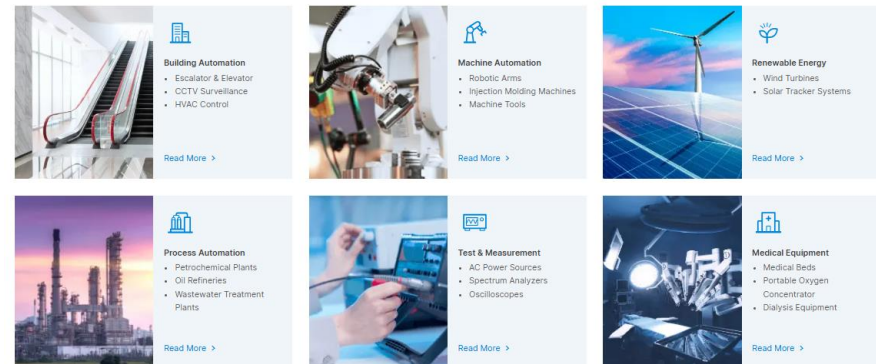 Building Automation
Escalator & Elevator
CCTV Surveillance
HVAC Control
Read More >
Machine Automation
Robotic Arms
Injection Molding Machines
Machine Tools
Read More >
Renewable Energy
Wind Turbines
Solar Tracker Systems
Read More >
Process Automation
Petrochemical Plants
Oil Refineries
Wastewater Treatment
Plants
Read More >
Test & Measurement
AC Power Sources
Spectrum Analyzers
Oscilloscopes
Read More >
Medical Equipment
Medical Beds
Portable Oxygen
Concentrator
Dialysis Equipment
Read More >